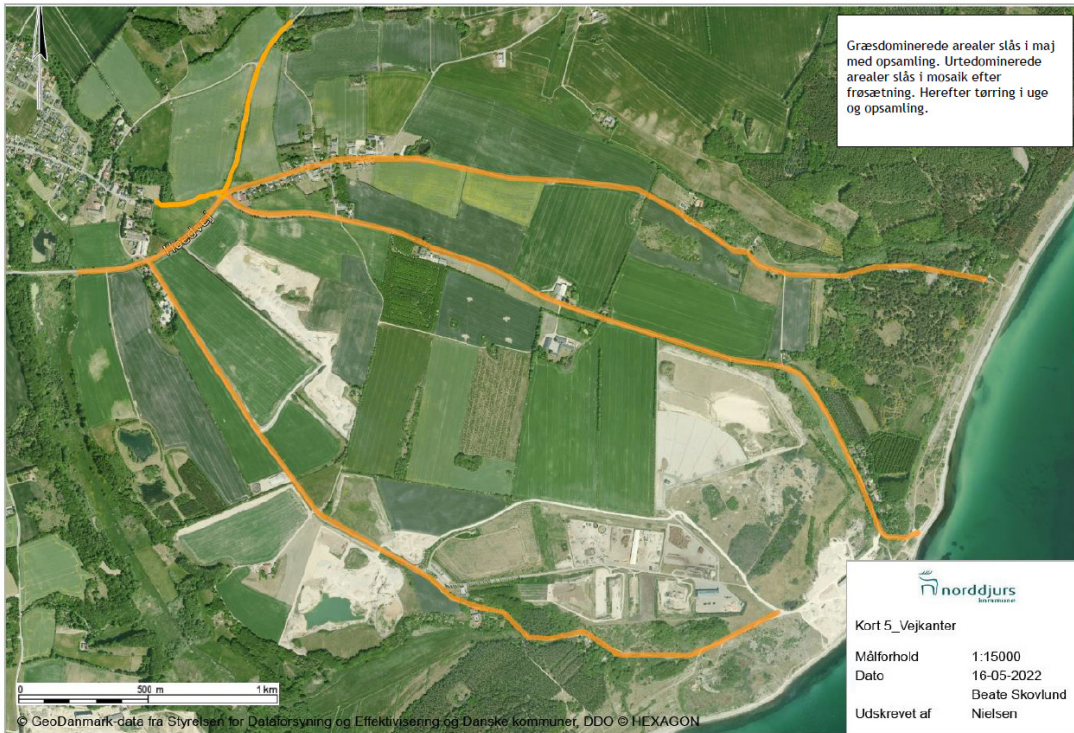 Græsdominerede arealer slås i maj
med opsamling. Urtedominerede
arealer slås i mosaik efter
frøsætning. Herefter tørring i uge
og opsamling.
norddjurs
kommune
Kort 5_Vejkanter
Målforhold 1:15000
Dato 16-05-2022
Beate Skovlund
Udskrevet af Nielsen
0 500 m 1 km
© GeoDanmark-data fra Styrelsen for Dataforsyning og Effektivisering og Danske kommuner, DDO © HEXAGON